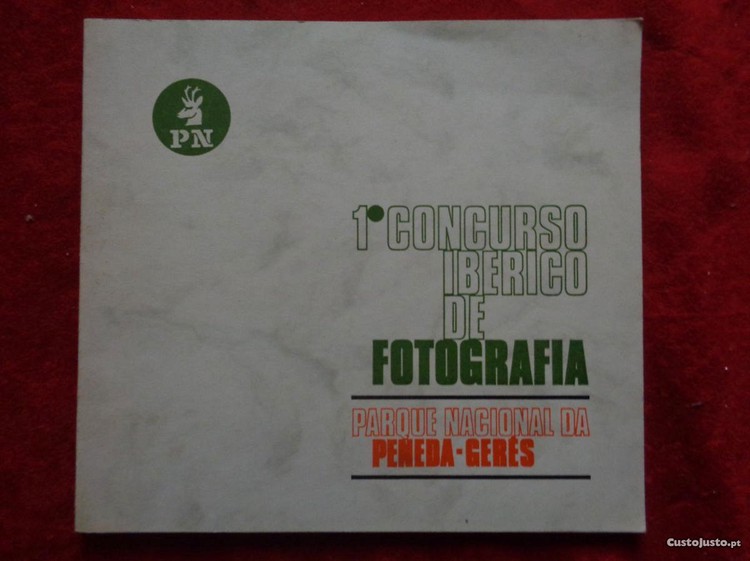 PN
1º CONCURSO
IBERICO
DE
FOTOGRAFIA
PARQUE NACIONAL DA
PENEDA-GERÊS
CustoJusto.pt